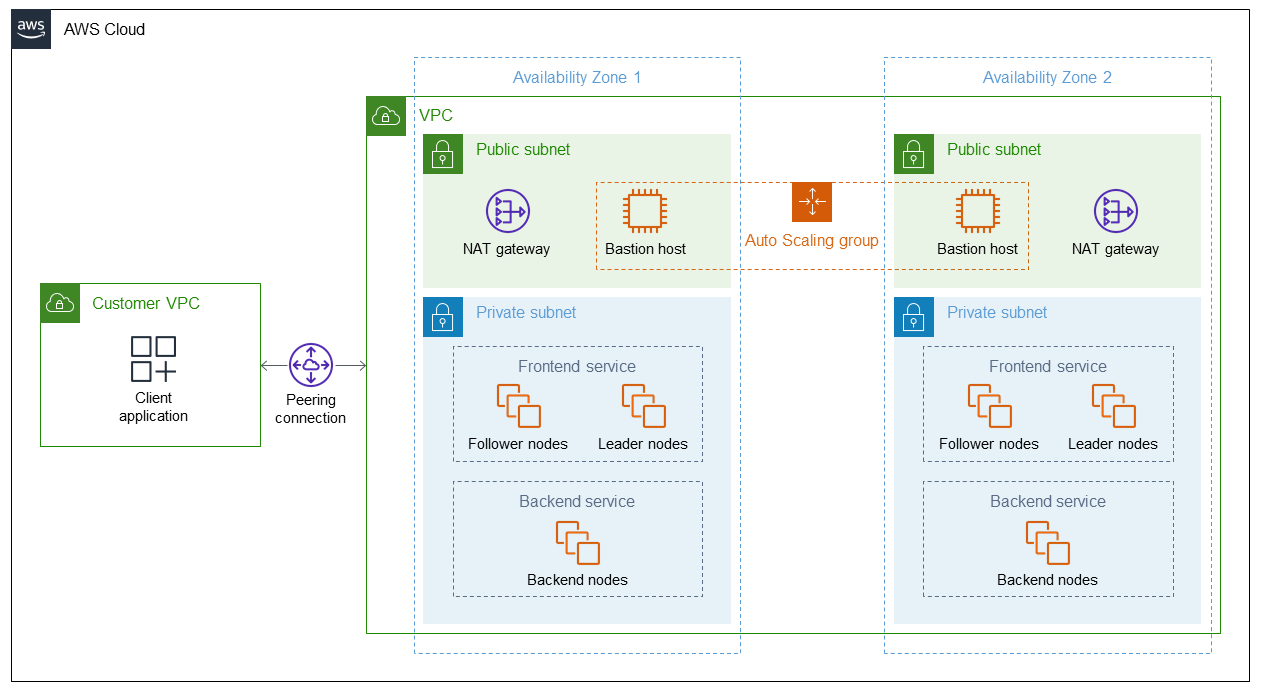 aws
AWS Cloud
Availability Zone 1
Availability Zone 2
VPC
Public subnet
Public subnet
NAT gateway
Bastion host
Auto Scaling group
Bastion host
NAT gateway
Customer VPC
Client
application
Peering
connection
Private subnet
Private subnet
Frontend service
Frontend service
Follower nodes
Leader nodes
Follower nodes
Leader nodes
Backend service
Backend service
Backend nodes
Backend nodes